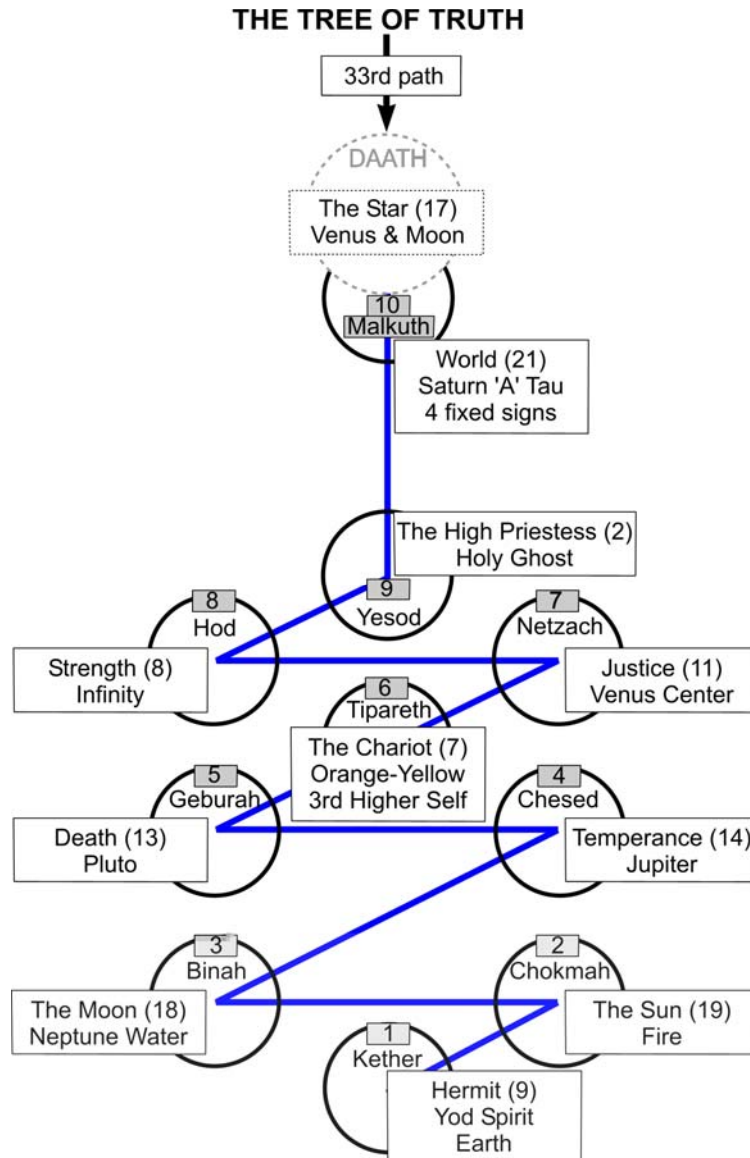 THE TREE OF TRUTH
33rd path
DAATH
The Star (17)
Venus & Moon
10
Malkuth
World (21)
Saturn 'A' Tau
4 fixed signs
The High Priestess (2)
Holy Ghost
9
Yesod
8
Hod
Strength (8)
Infinity
7
Netzach
Justice (11)
Venus Center
6
Tipareth
The Chariot (7)
Orange-Yellow
3rd Higher Self
5
Geburah
Death (13)
Pluto
4
Chesed
Temperance (14)
Jupiter
3
Binah
The Moon (18)
Neptune Water
2
Chokmah
The Sun (19)
Fire
1
Kether
Hermit (9)
Yod Spirit
Earth